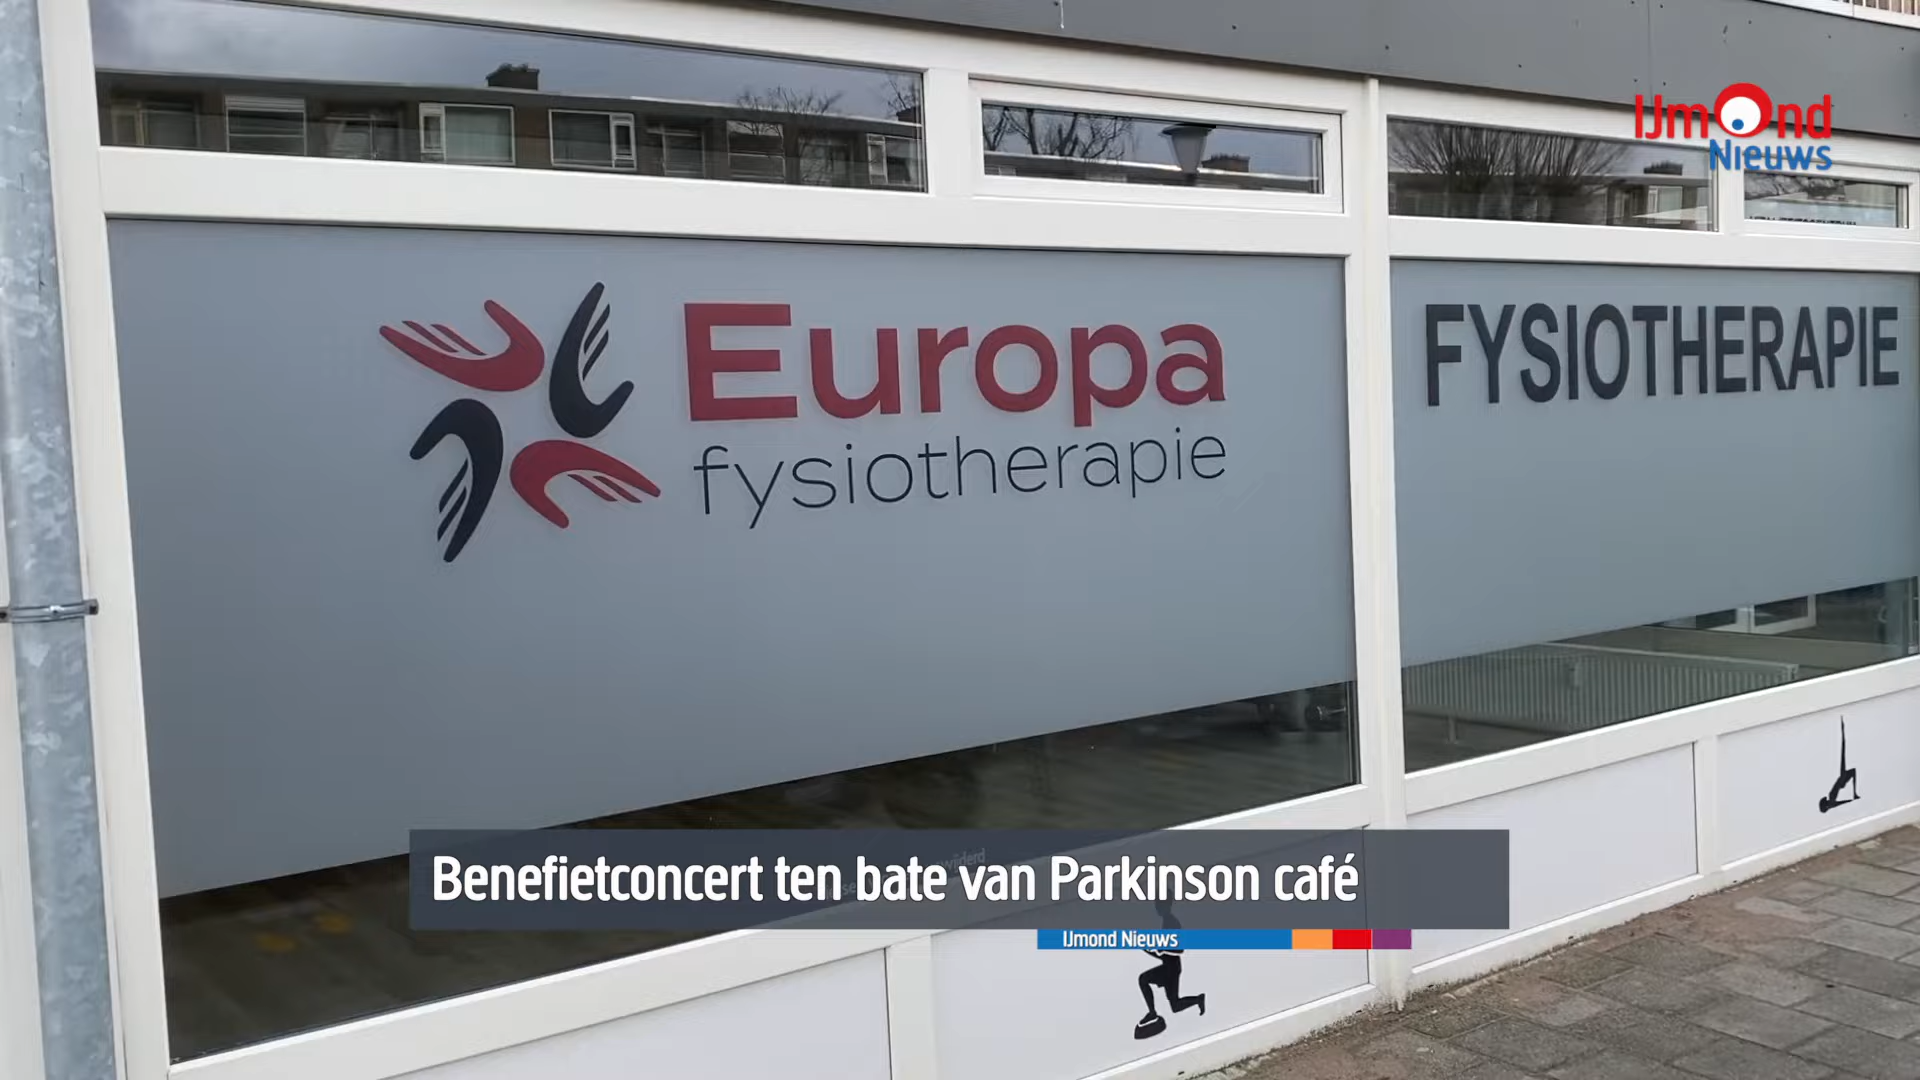 IJmond
Nieuws
Europa
fysiotherapie
FYSIOTHERAPIE
Benefietconcert ten bate van Parkinson café
IJmond Nieuws